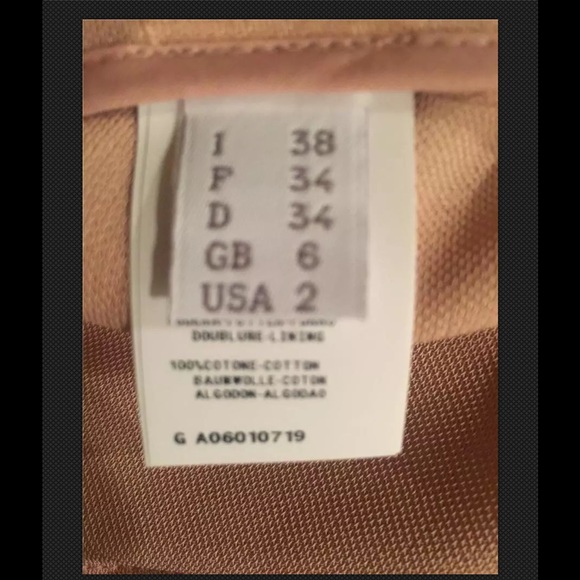 I 38
F 34
D 34
GB 6
USA 2
DOUBLURE-LINING
100%COTONE-COTTON
BAUMWOLLE-COTON
ALGODON-ALGODAO
G A06010719